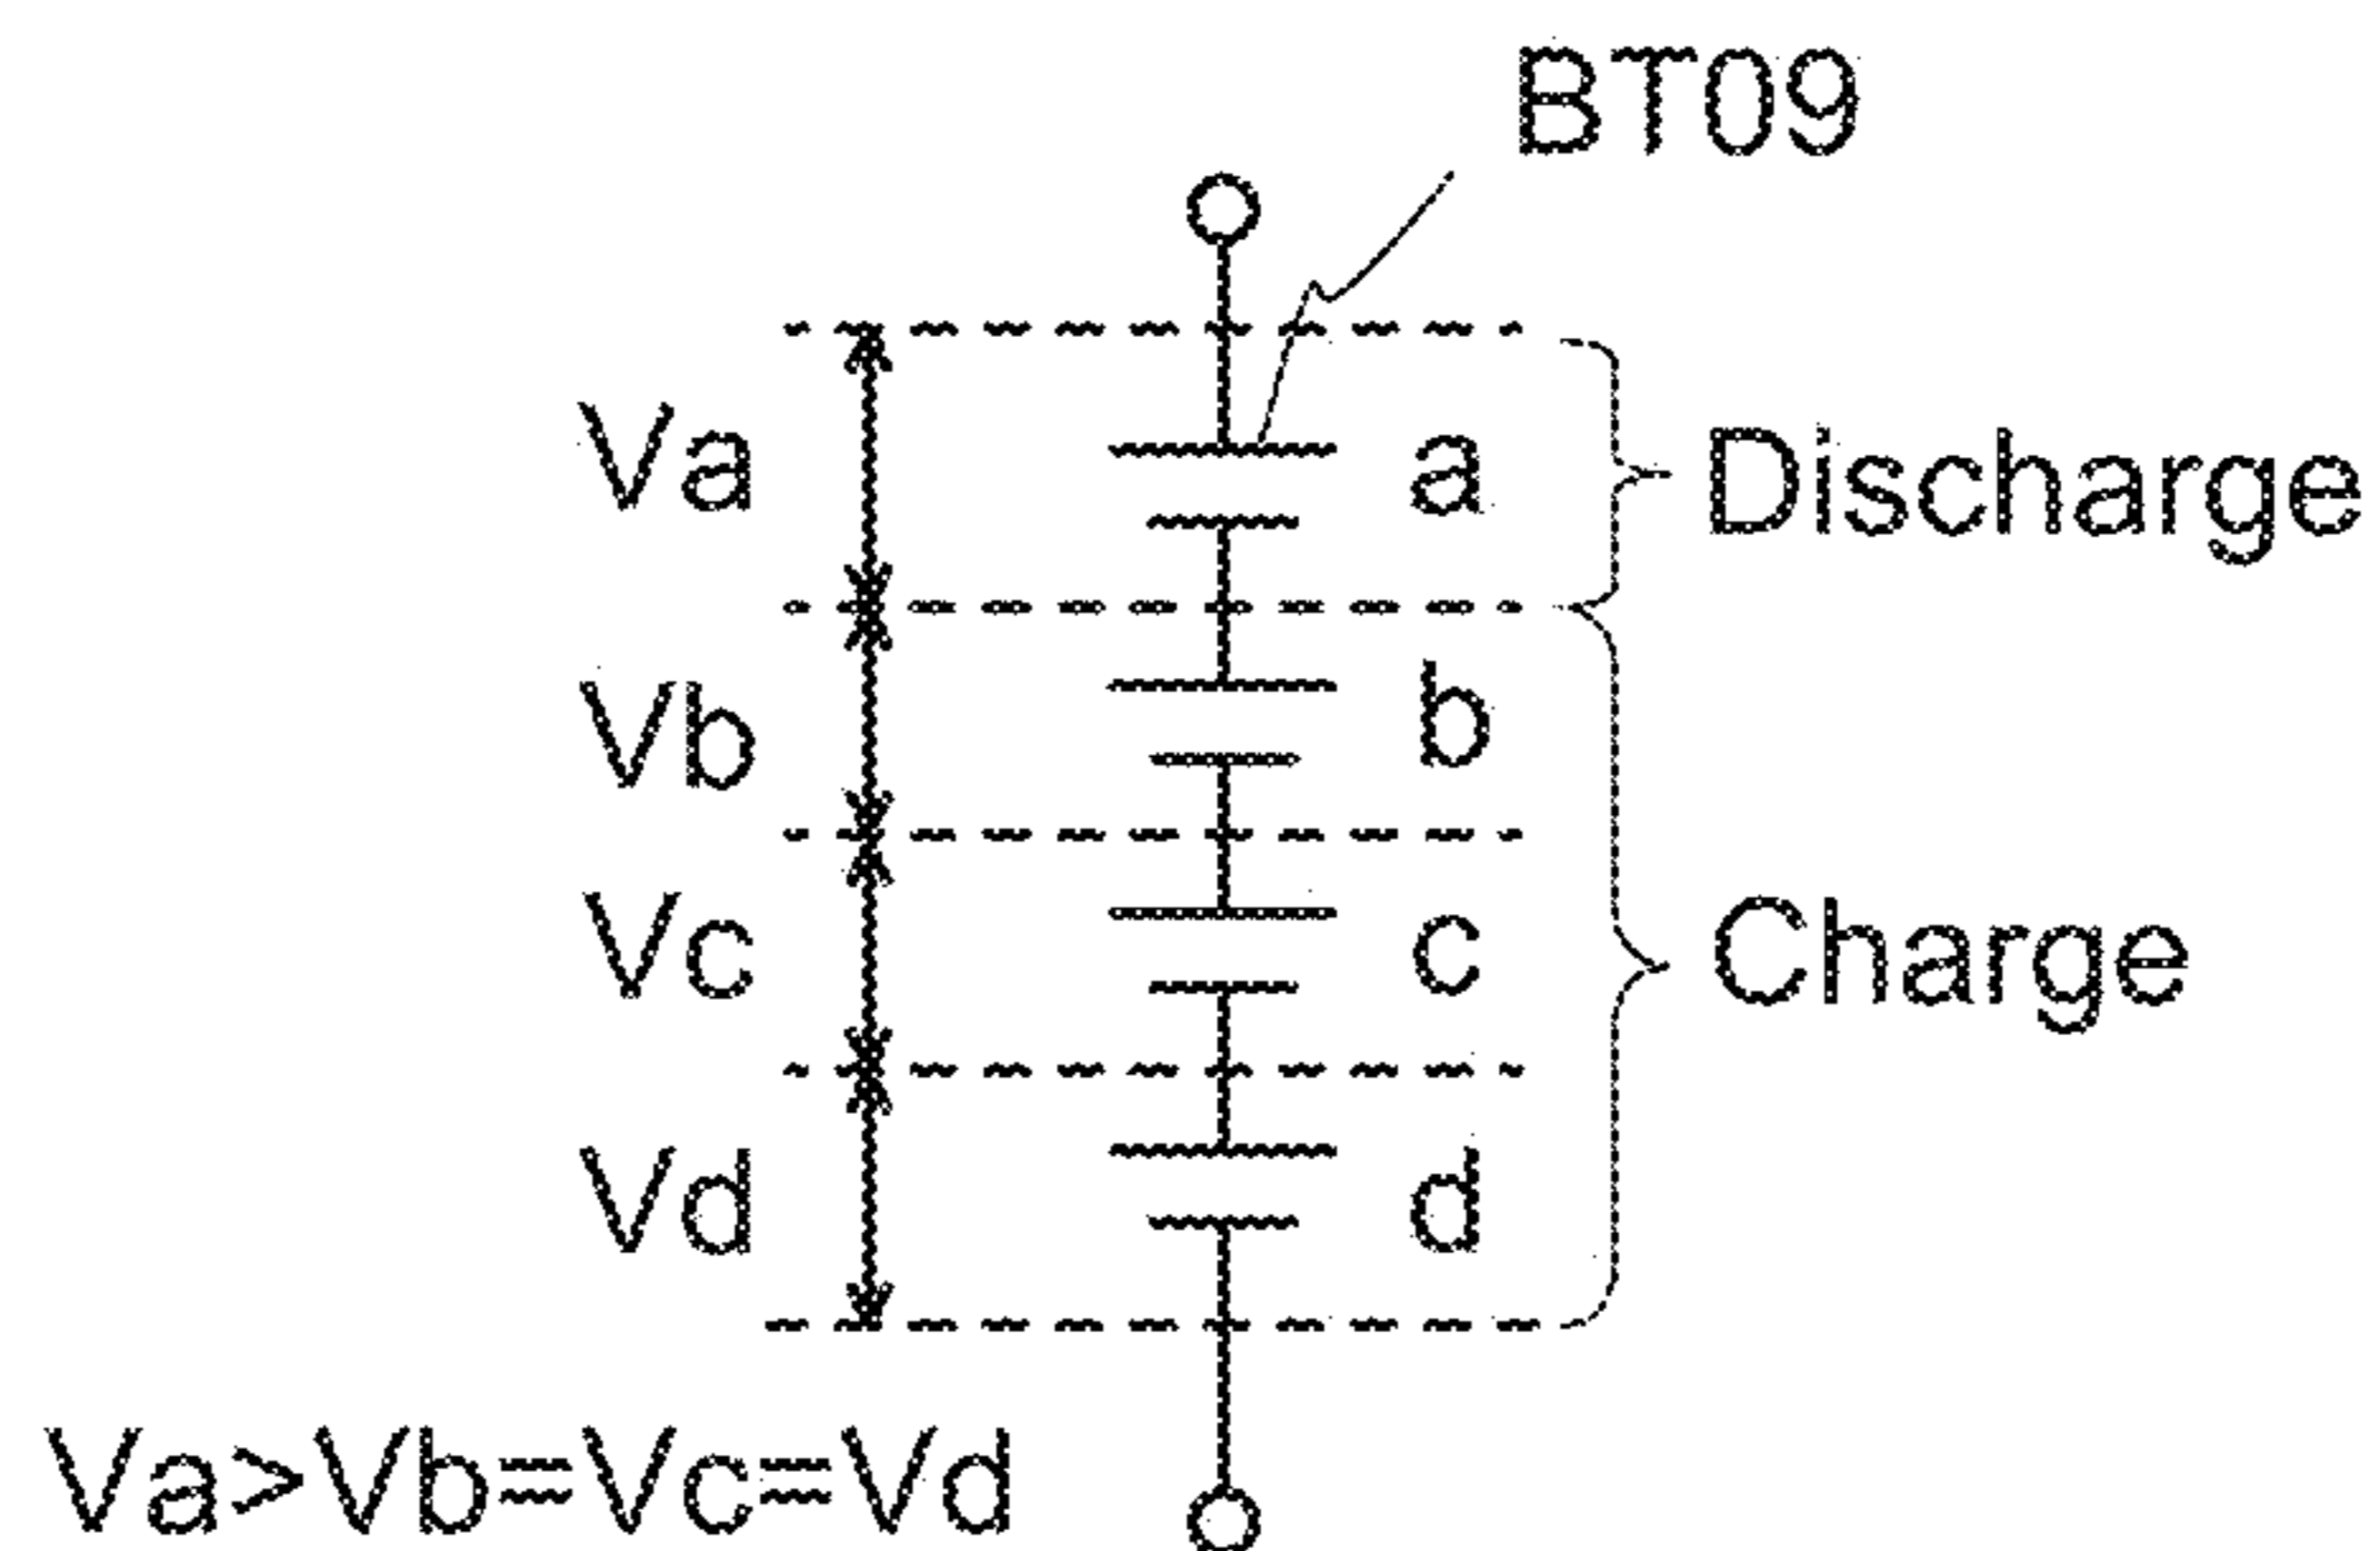 BT09
Va
a
Discharge
Vb
b
Vc
c
Charge
Vd
d
Va>Vb=Vc=Vd